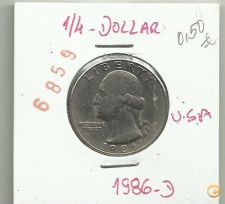 1/4 - DOLLAR
0,50
6859
LIBERTY
U.S.A
1986-D